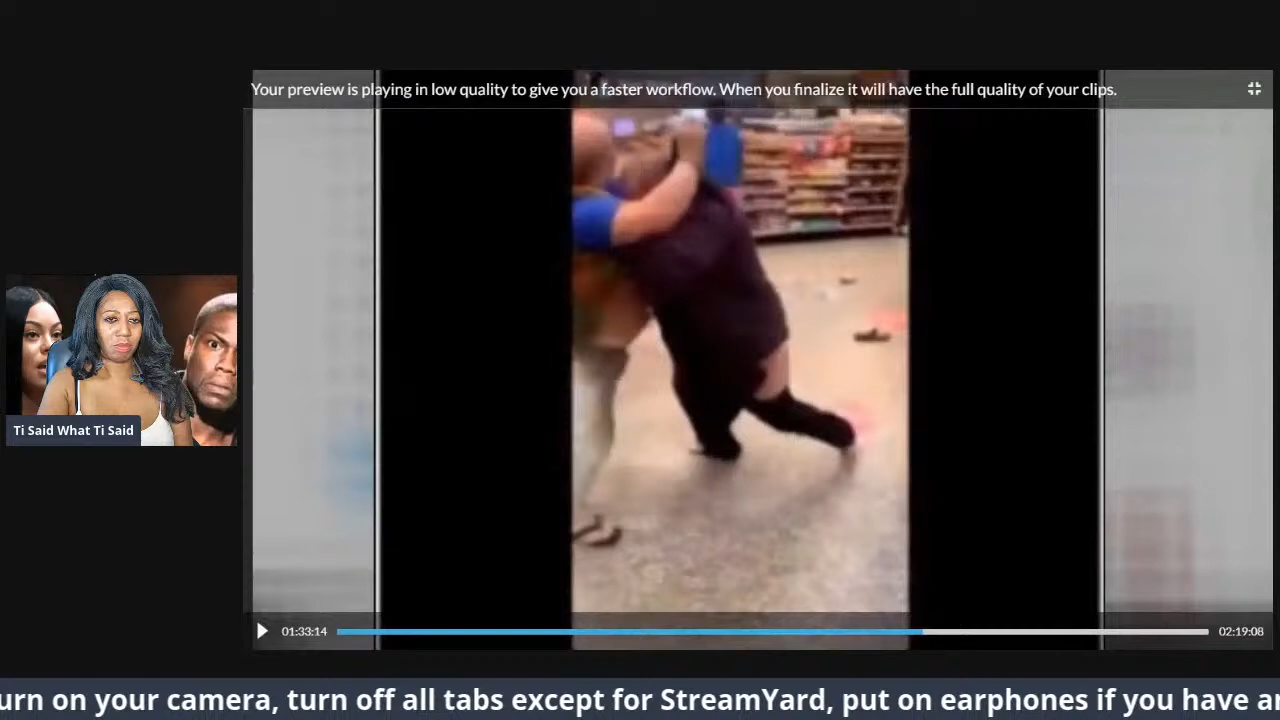 Your preview is playing in low quality to give you a faster workflow. When you finalize it will have the full quality of your clips.
Ti Said What Ti Said
01:33:14
02:19:08
urn on your camera, turn off all tabs except for StreamYard, put on earphones if you have a